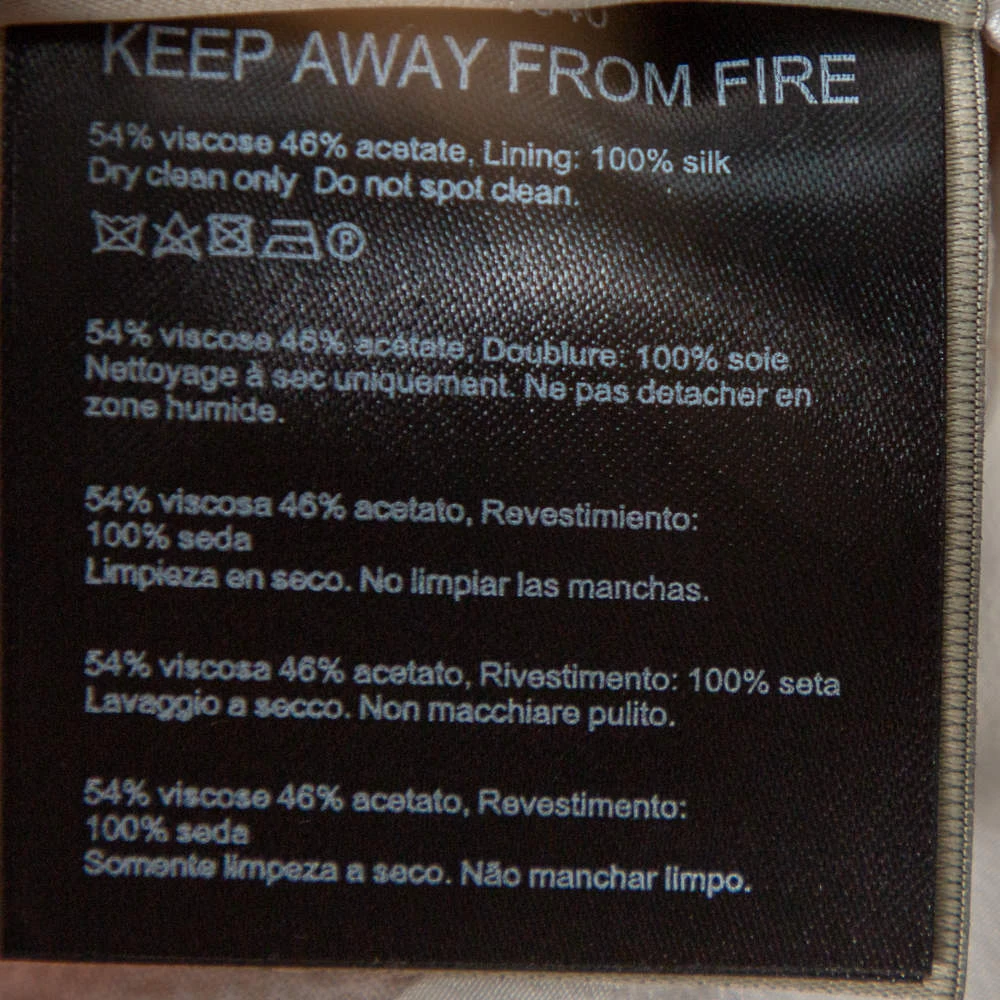 KEEP AWAY FROM FIRE
54% viscose 46% acetate, Lining: 100% silk
Dry clean only Do not spot clean.
P
54% viscose 46% acétate, Doublure: 100% soie
Nettoyage à sec uniquement. Ne pas detacher en
zone humide.
54% viscosa 46% acetato, Revestimiento:
100% seda
Limpieza en seco. No limpiar las manchas.
54% viscosa 46% acetato, Rivestimento: 100% seta
Lavaggio a secco. Non macchiare pulito.
54% viscose 46% acetato, Revestimento:
100% seda
Somente limpeza a seco. Não manchar limpo.